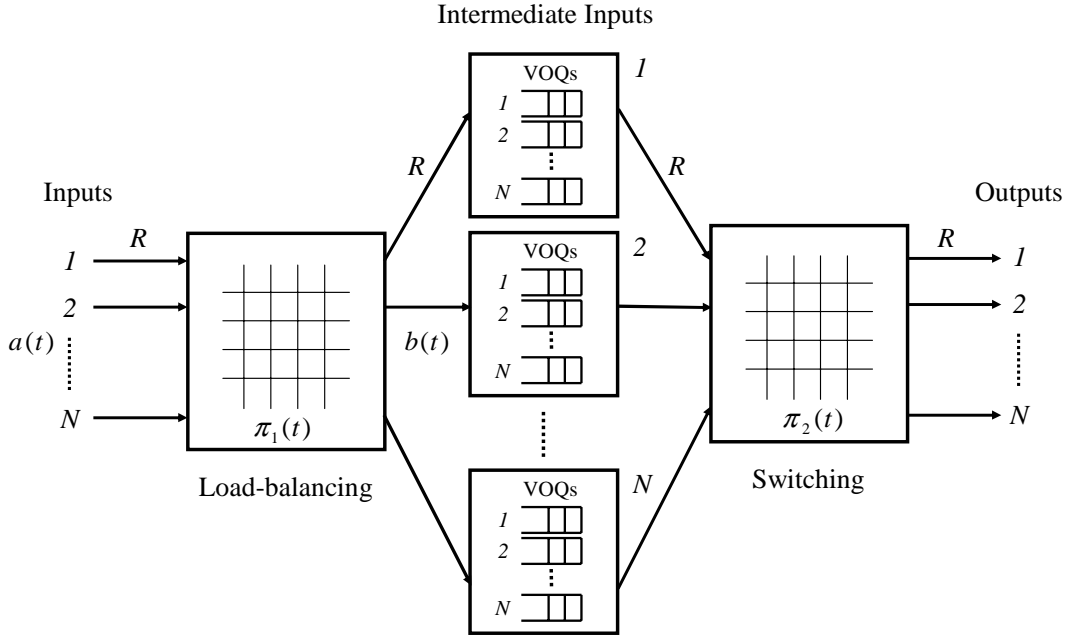 Intermediate Inputs
Inputs
1
R
2
a(t)
N
π₁(t)
Load-balancing
R
b(t)
VOQs
1
2
N
1
VOQs
1
2
N
2
VOQs
1
2
N
N
R
π₂(t)
Switching
Outputs
R
1
2
N